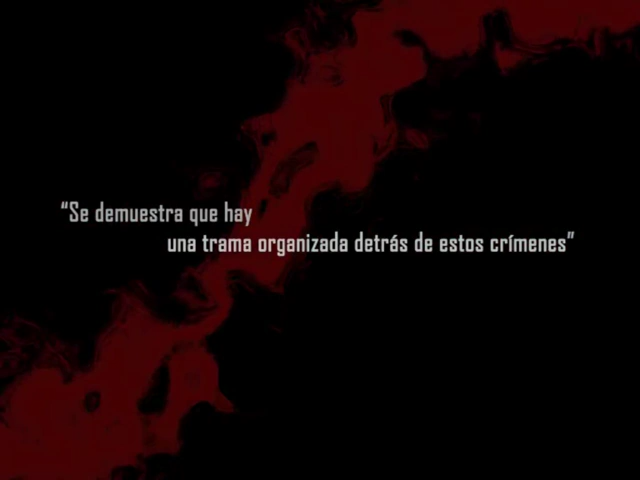 “Se demuestra que hay
una trama organizada detrás de estos crímenes”